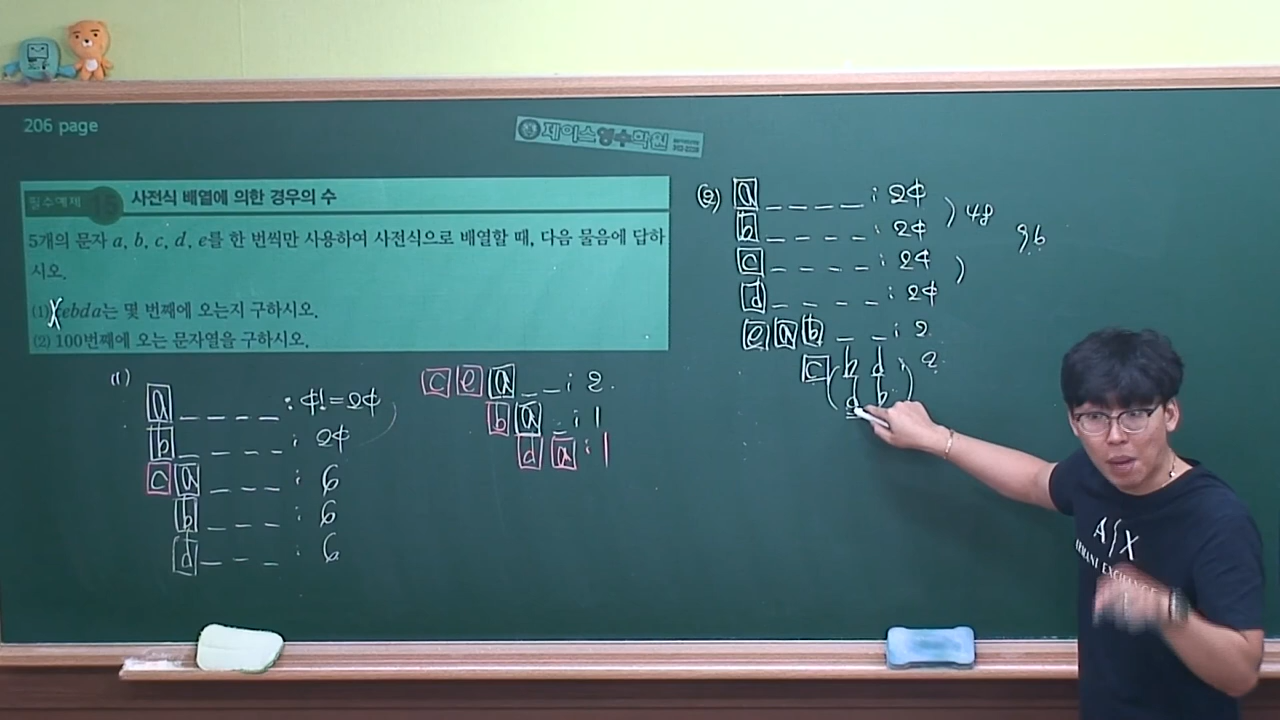 206 page
제이스영수학원
필수예제 15 사전식 배열에 의한 경우의 수
5개의 문자 a, b, c, d, e를 한 번씩만 사용하여 사전식으로 배열할 때, 다음 물음에 답하
시오.
(1) cebda는 몇 번째에 오는지 구하시오.
(2) 100번째에 오는 문자열을 구하시오.
(1)
a _ _ _ _ : 4! = 24
b _ _ _ _ : 24
c a _ _ _ : 6
b _ _ _ : 6
d _ _ _ : 6
c e a _ _ : 2
b a _ : 1
d a : 1
(2) a _ _ _ _ : 24
b _ _ _ _ : 24 ) 48
c _ _ _ _ : 24
d _ _ _ _ : 24 )
96
e a b _ _ : 2
c ( b d : 2
d b )
A|X
ARMANI EXCHANGE